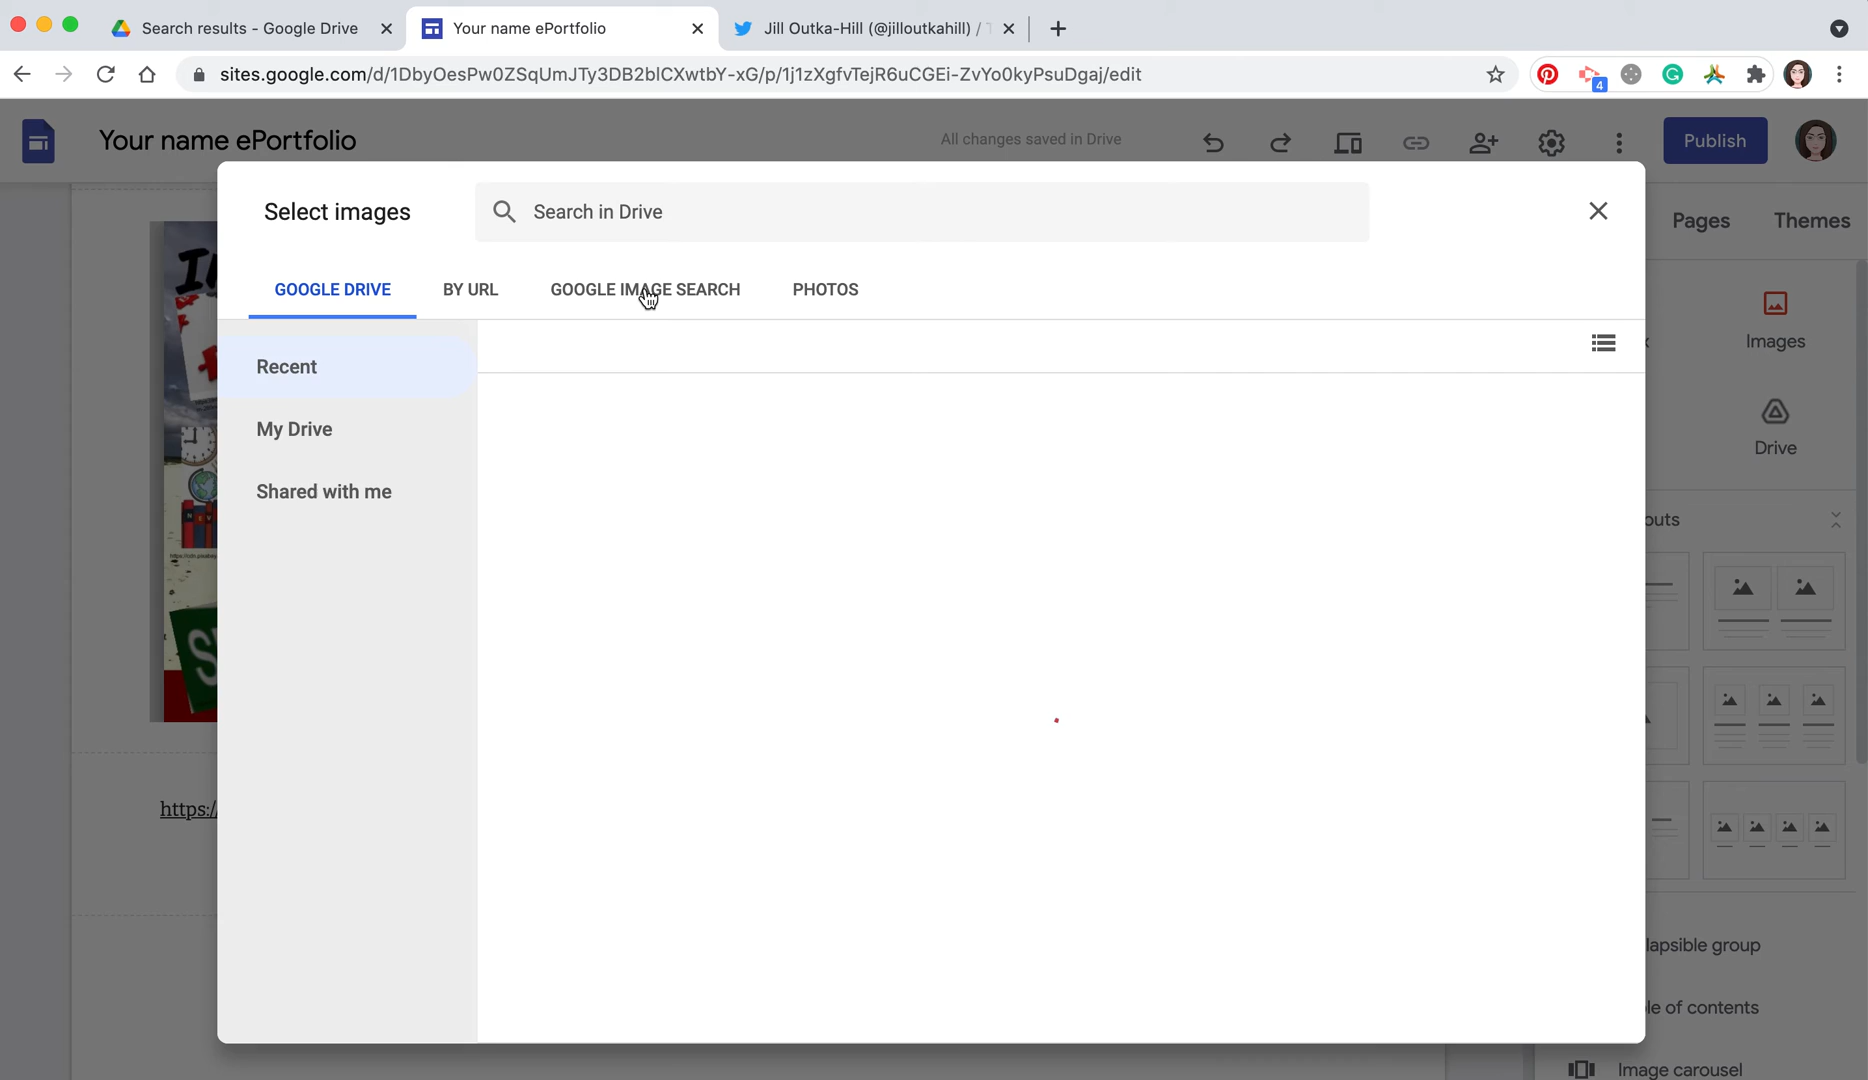 Search results - Google Drive
Your name ePortfolio
Jill Outka-Hill (@jilloutkahill) /
sites.google.com/d/1DbyOesPw0ZSqUmJTy3DB2blCXwtbY-xG/p/1j1zXgfvTejR6uCGEi-ZvYo0kyPsuDgaj/edit
4
Your name ePortfolio
All changes saved in Drive
Publish
Select images
Search in Drive
Pages
Themes
GOOGLE DRIVE
BY URL
GOOGLE IMAGE SEARCH
PHOTOS
Images
Recent
My Drive
Drive
Shared with me
outs
https:/
lapsible group
le of contents
Image carousel